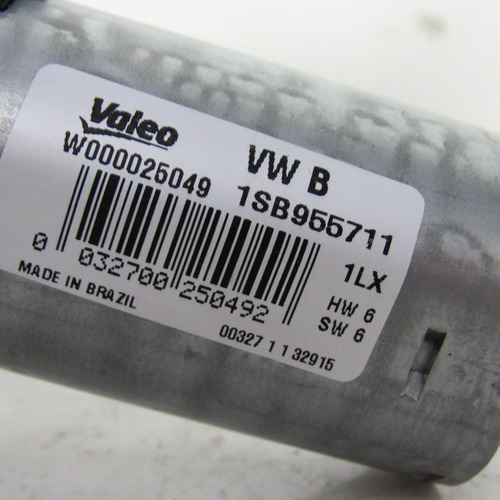 Valeo
VW B
W000025049
1SB955711
1LX
0 032700 250492
HW 6
SW 6
MADE IN BRAZIL
00327 1 1 32915